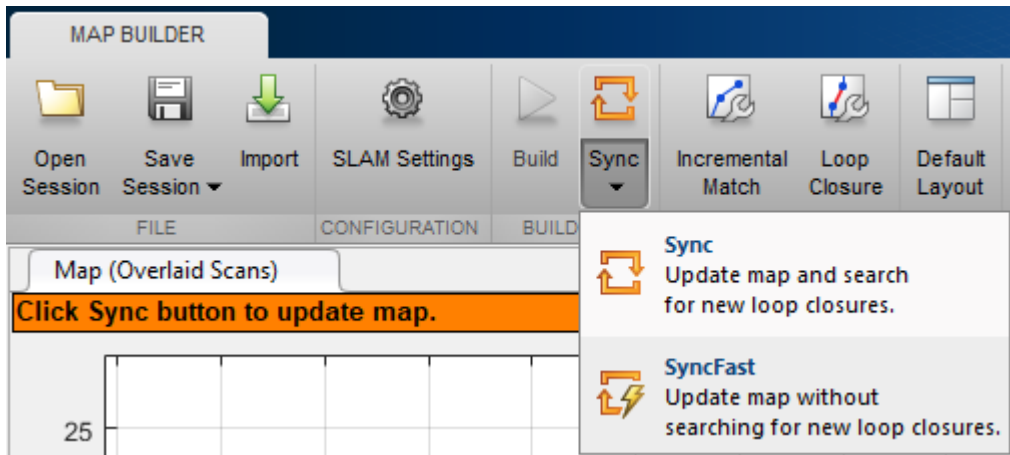 MAP BUILDER
Open Session
Save Session
Import
SLAM Settings
Build
Sync
Incremental Match
Loop Closure
Default Layout
FILE
CONFIGURATION
BUILD
Map (Overlaid Scans)
Click Sync button to update map.
25
Sync
Update map and search
for new loop closures.
SyncFast
Update map without
searching for new loop closures.